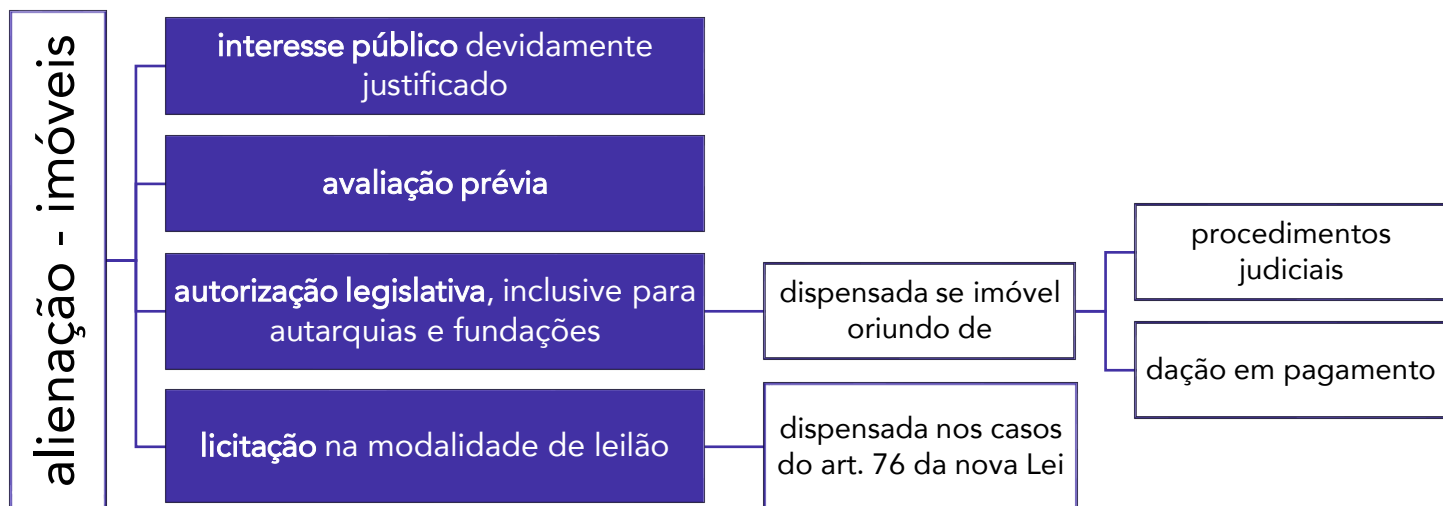 alienação - imóveis
interesse público devidamente
justificado
avaliação prévia
autorização legislativa, inclusive para
autarquias e fundações
dispensada se imóvel
oriundo de
procedimentos
judiciais
dação em pagamento
licitação na modalidade de leilão
dispensada nos casos
do art. 76 da nova Lei